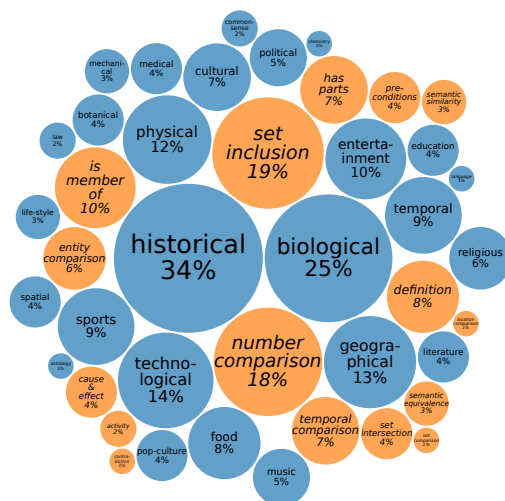 common-
sense
2%
political
5%
chemistry
1%
mechani-
cal
3%
medical
4%
cultural
7%
has
parts
7%
pre-
conditions
4%
semantic
similarity
3%
botanical
4%
law
2%
physical
12%
set
inclusion
19%
enterta-
inment
10%
education
4%
language
1%
is
member
of
10%
life-style
3%
temporal
9%
entity
comparison
6%
historical
34%
biological
25%
religious
6%
spatial
4%
sports
9%
definition
8%
location
comparison
1%
number
comparison
18%
geogra-
phical
13%
literature
4%
astrology
1%
techno-
logical
14%
cause
&
effect
4%
semantic
equivalence
3%
activity
2%
temporal
comparison
7%
set
intersection
4%
set
comparison
1%
contra-
diction
1%
pop-culture
4%
food
8%
music
5%